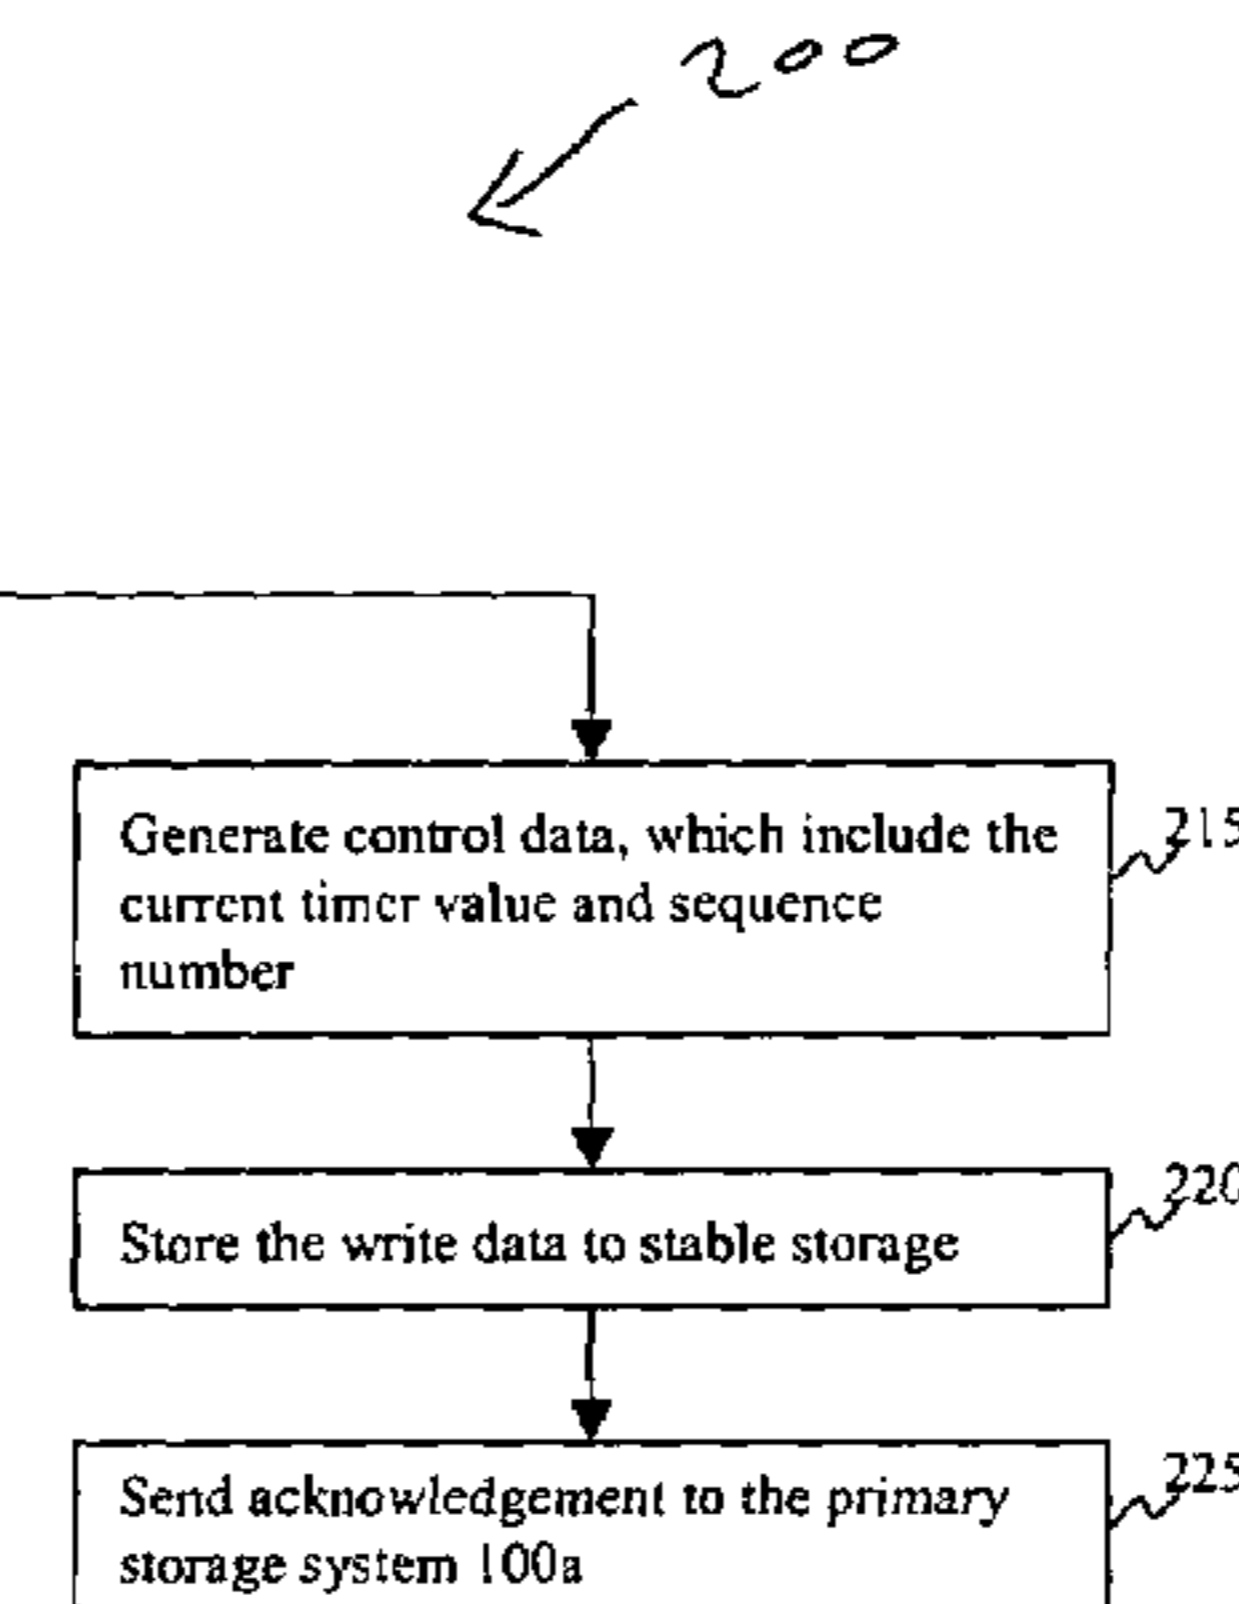 200
Generate control data, which include the
215
current timer value and sequence
number
220
Store the write data to stable storage
225
Send acknowledgement to the primary
storage system 100a